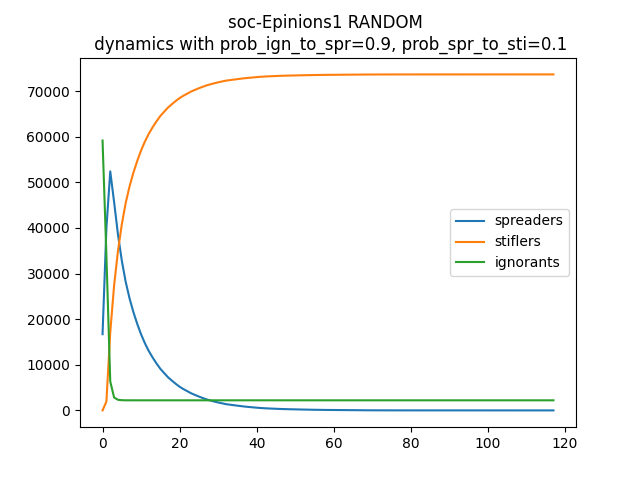 soc-Epinions1 RANDOM
dynamics with prob_ign_to_spr=0.9, prob_spr_to_sti=0.1
70000
60000
50000
40000
30000
20000
10000
0
spreaders
stiflers
ignorants
0 20 40 60 80 100 120